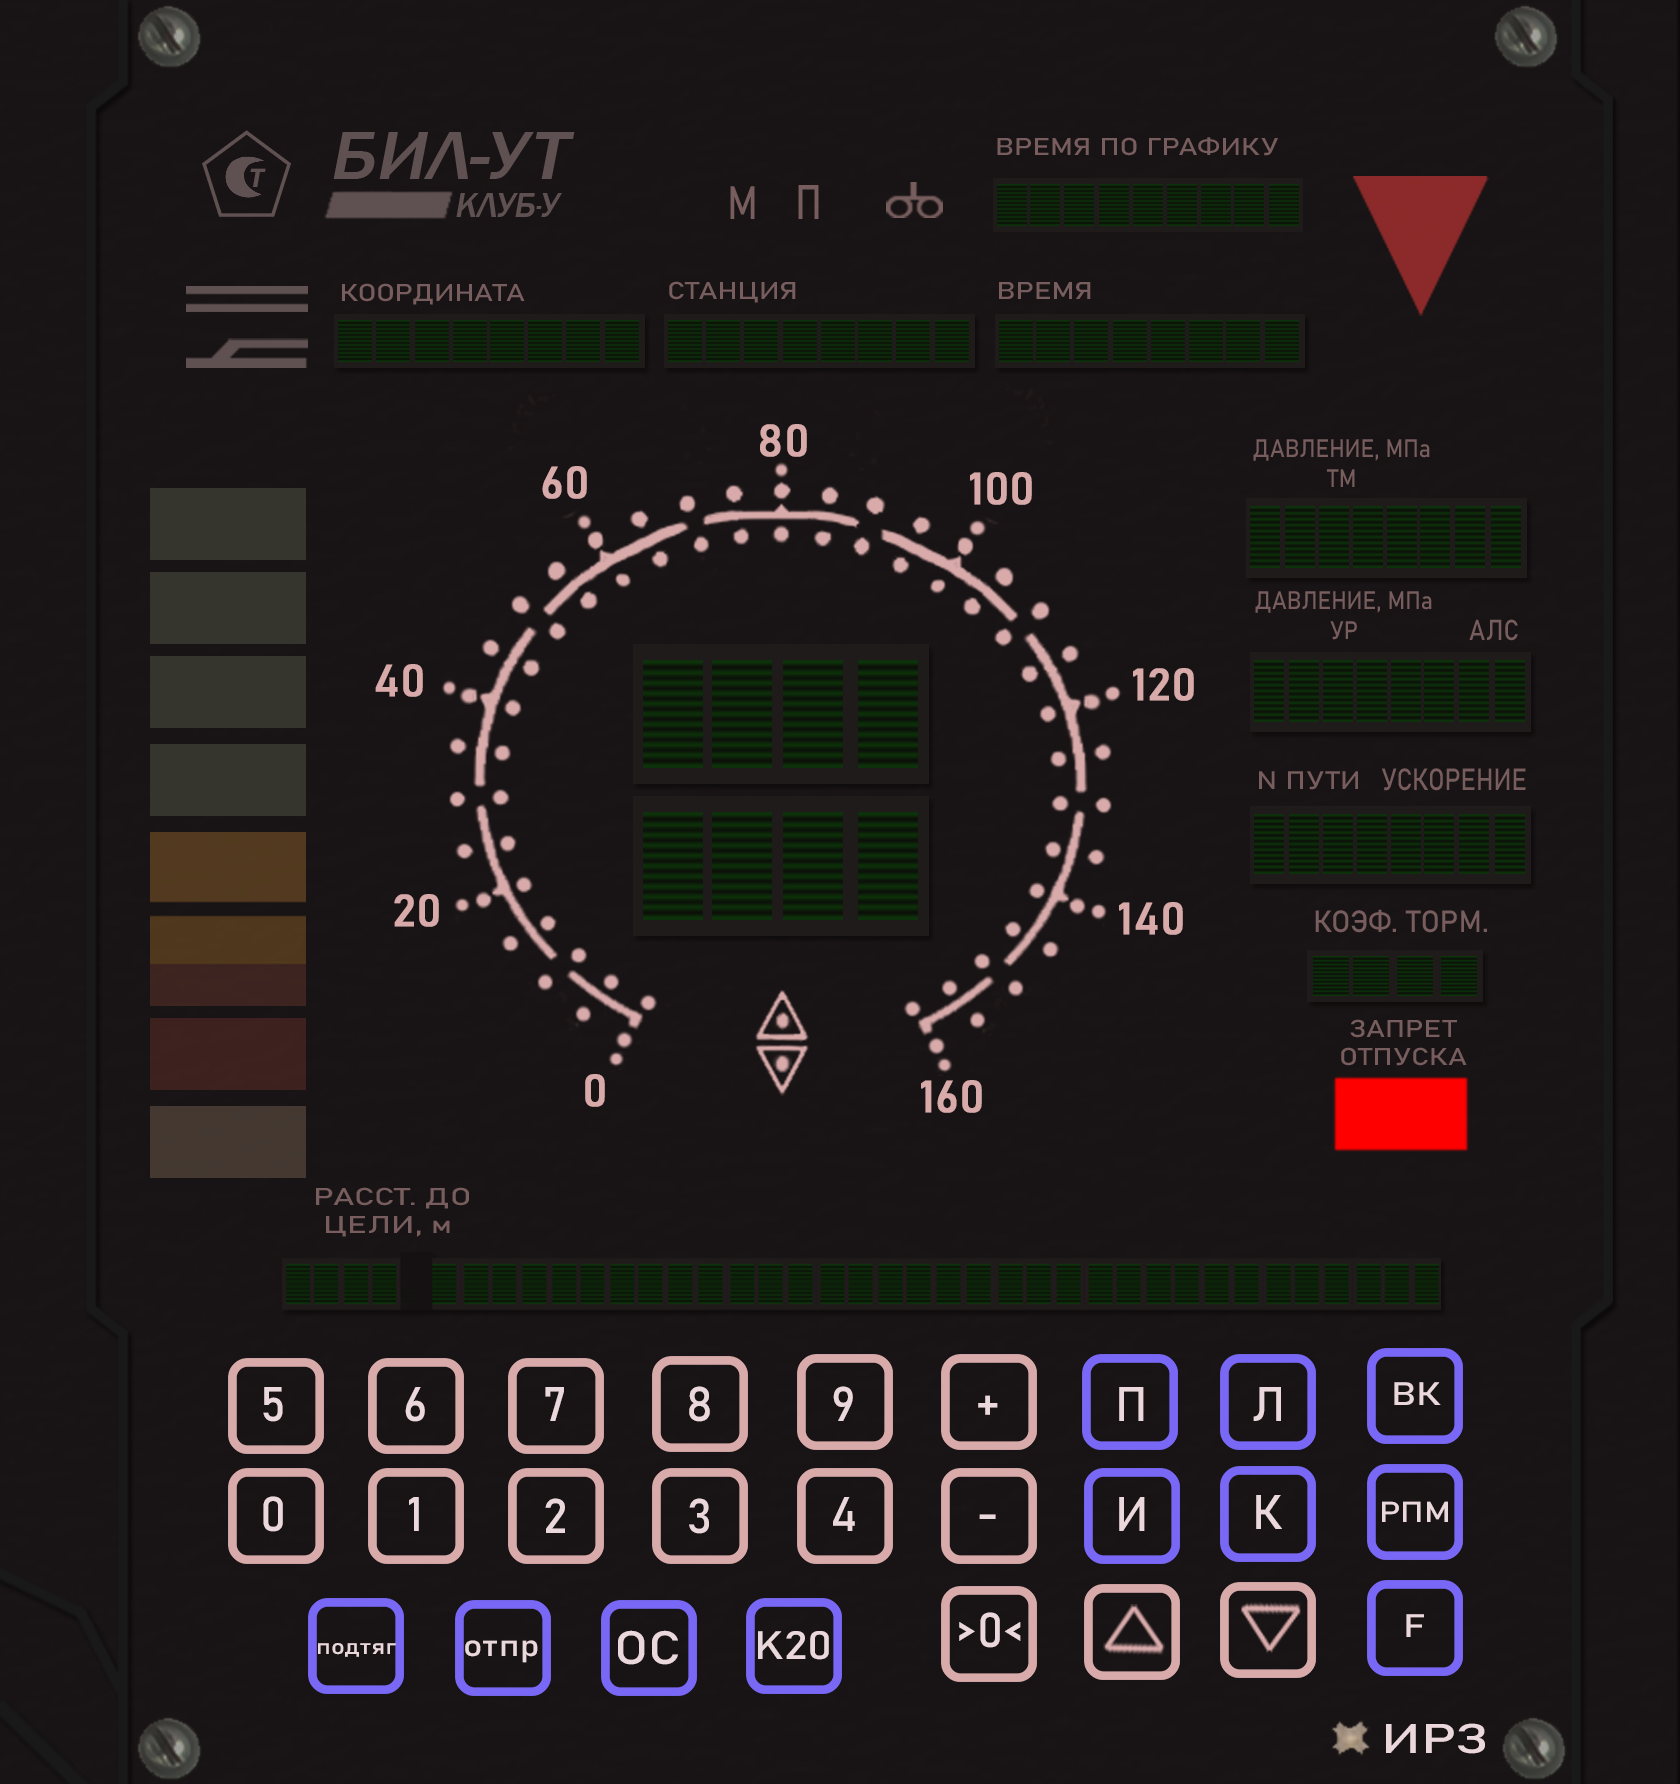 БИЛ-УТ
КЛУБ-У
Т
М П
ВРЕМЯ ПО ГРАФИКУ
КООРДИНАТА
СТАНЦИЯ
ВРЕМЯ
80
60
100
40
120
20
140
0
160
ДАВЛЕНИЕ, МПа
ТМ
ДАВЛЕНИЕ, МПа
УР АЛС
N ПУТИ УСКОРЕНИЕ
КОЭФ. ТОРМ.
ЗАПРЕТ
ОТПУСКА
РАССТ. ДО
ЦЕЛИ, м
5 6 7 8 9 + П Л ВК
0 1 2 3 4 - И К РПМ
подтяг отпр ОС К20 >0< F
ИРЗ